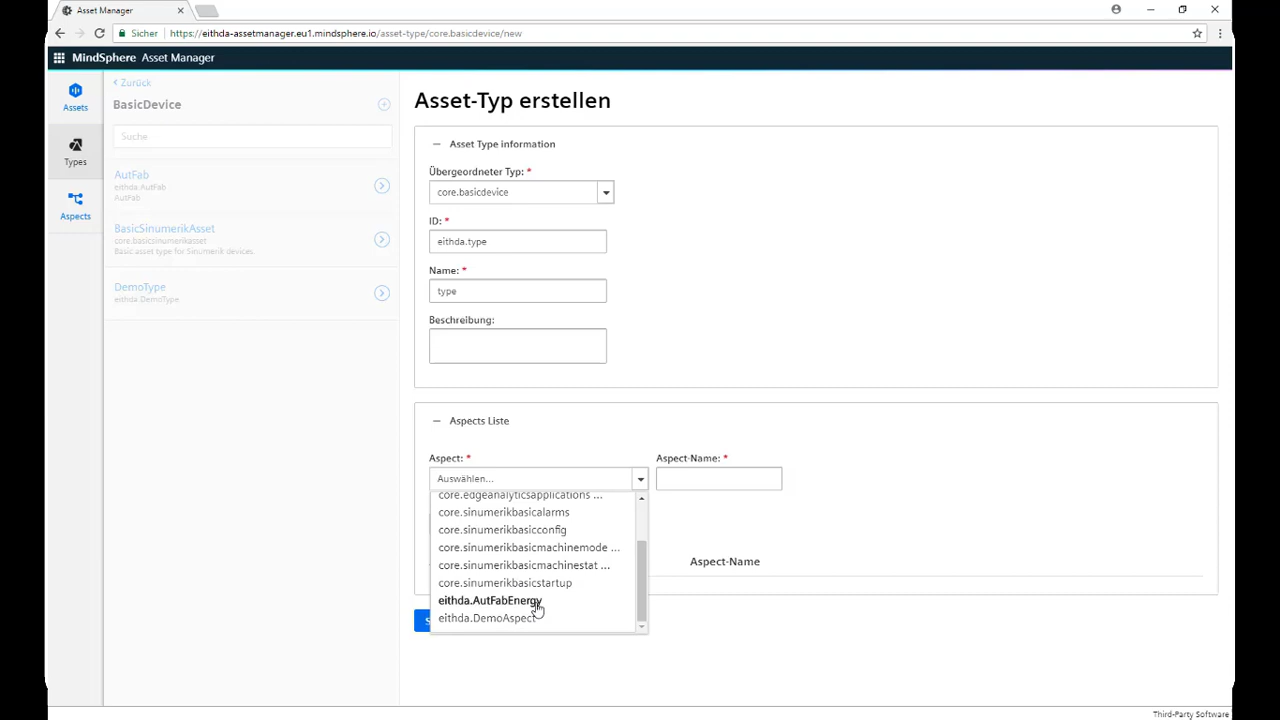 Asset Manager
Sicher
https://eithda-assetmanager.eu1.mindsphere.io/asset-type/core.basicdevice/new
MindSphere Asset Manager
Assets
Types
Aspects
Zurück
BasicDevice
Suche
AutFab
eithda.AutFab
AutFab
BasicSinumerikAsset
core.basicsinumerikasset
Basic asset type for Sinumerik devices.
DemoType
eithda.DemoType
Asset-Typ erstellen
Asset Type information
Übergeordneter Typ: *
core.basicdevice
ID: *
eithda.type
Name: *
type
Beschreibung:
Aspects Liste
Aspect: *
Aspect-Name: *
Auswählen...
core.edgeanalyticsapplications ...
core.sinumerikbasicalarms
core.sinumerikbasicconfig
core.sinumerikbasicmachinemode ...
core.sinumerikbasicmachinestat ...
core.sinumerikbasicstartup
eithda.AutFabEnergy
eithda.DemoAspect
Aspect-Name
Third-Party Software